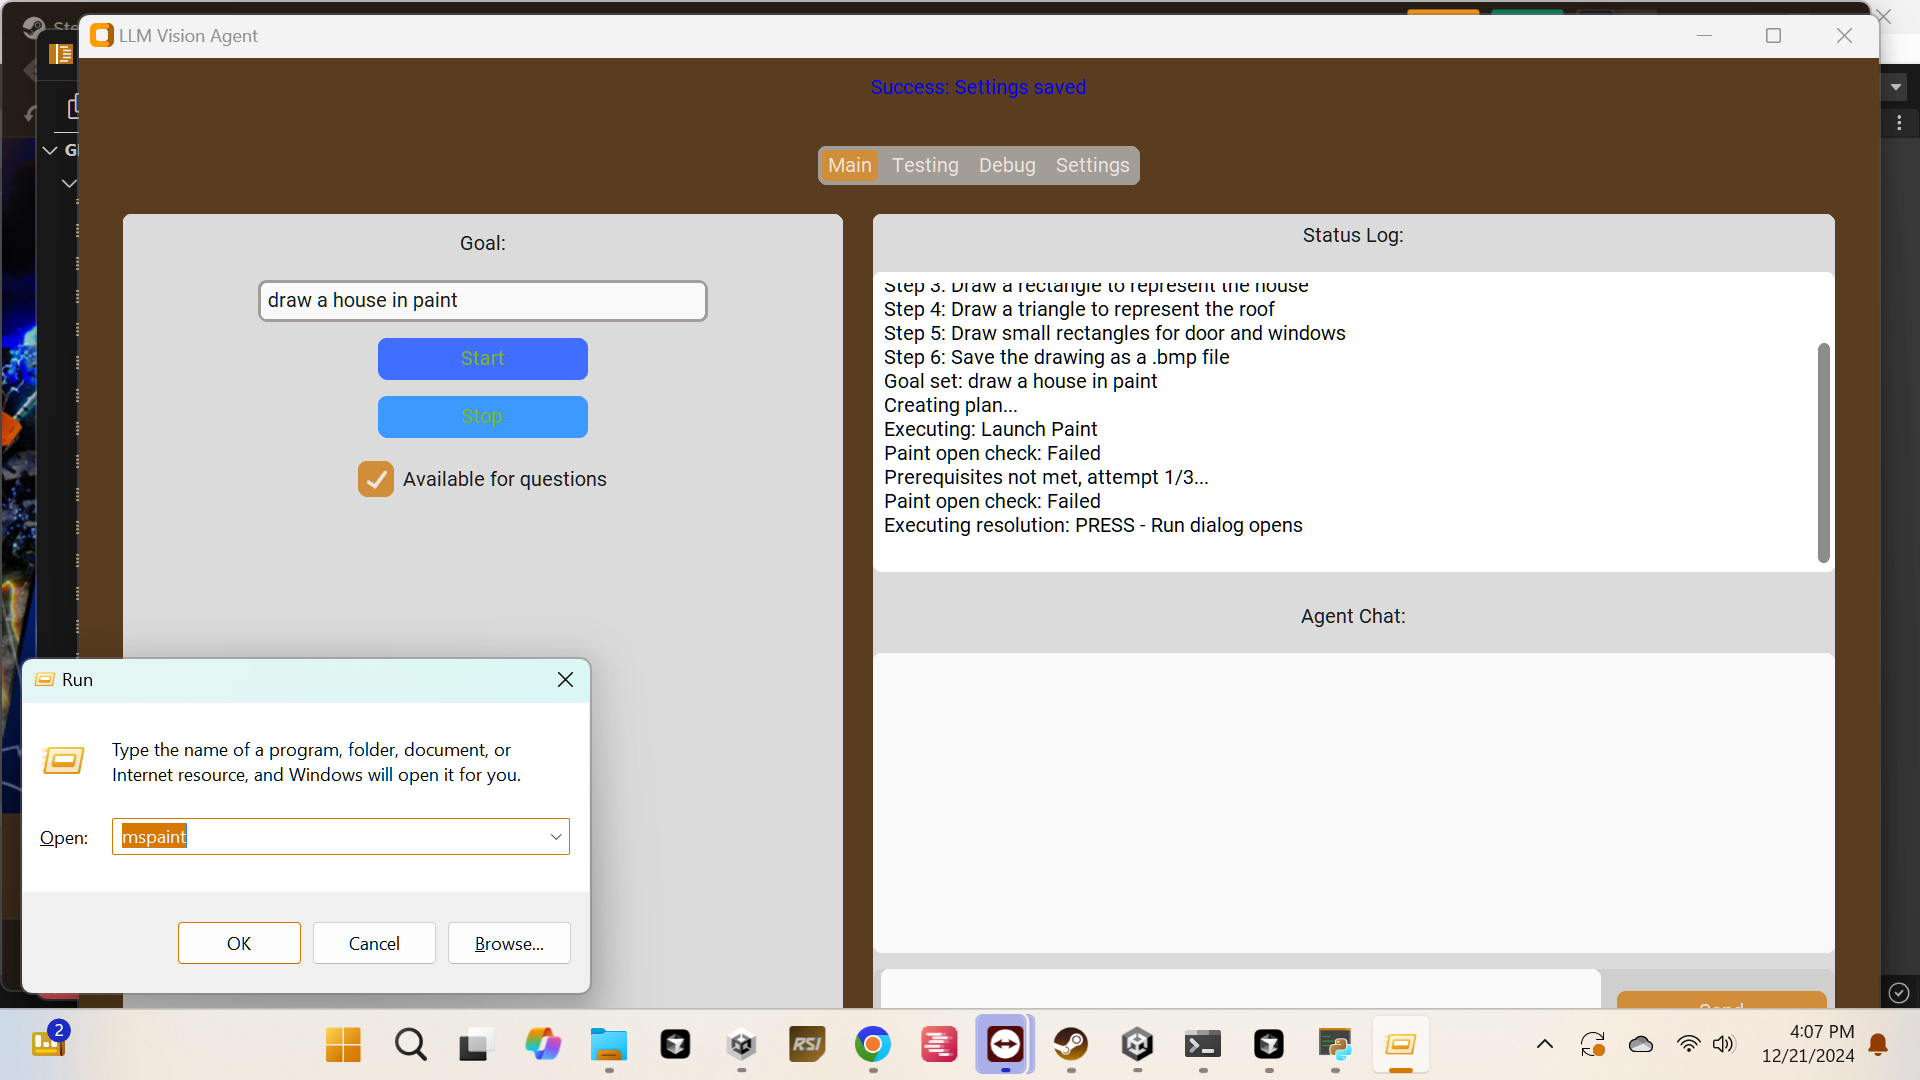 Ste
LLM Vision Agent
Success: Settings saved
Main
Testing
Debug
Settings
Goal:
draw a house in paint
Start
Stop
Available for questions
Status Log:
Step 3: Draw a rectangle to represent the house
Step 4: Draw a triangle to represent the roof
Step 5: Draw small rectangles for door and windows
Step 6: Save the drawing as a .bmp file
Goal set: draw a house in paint
Creating plan...
Executing: Launch Paint
Paint open check: Failed
Prerequisites not met, attempt 1/3...
Paint open check: Failed
Executing resolution: PRESS - Run dialog opens
Agent Chat:
Send
Run
Type the name of a program, folder, document, or
Internet resource, and Windows will open it for you.
Open:
mspaint
OK
Cancel
Browse...
2
RSI
4:07 PM
12/21/2024